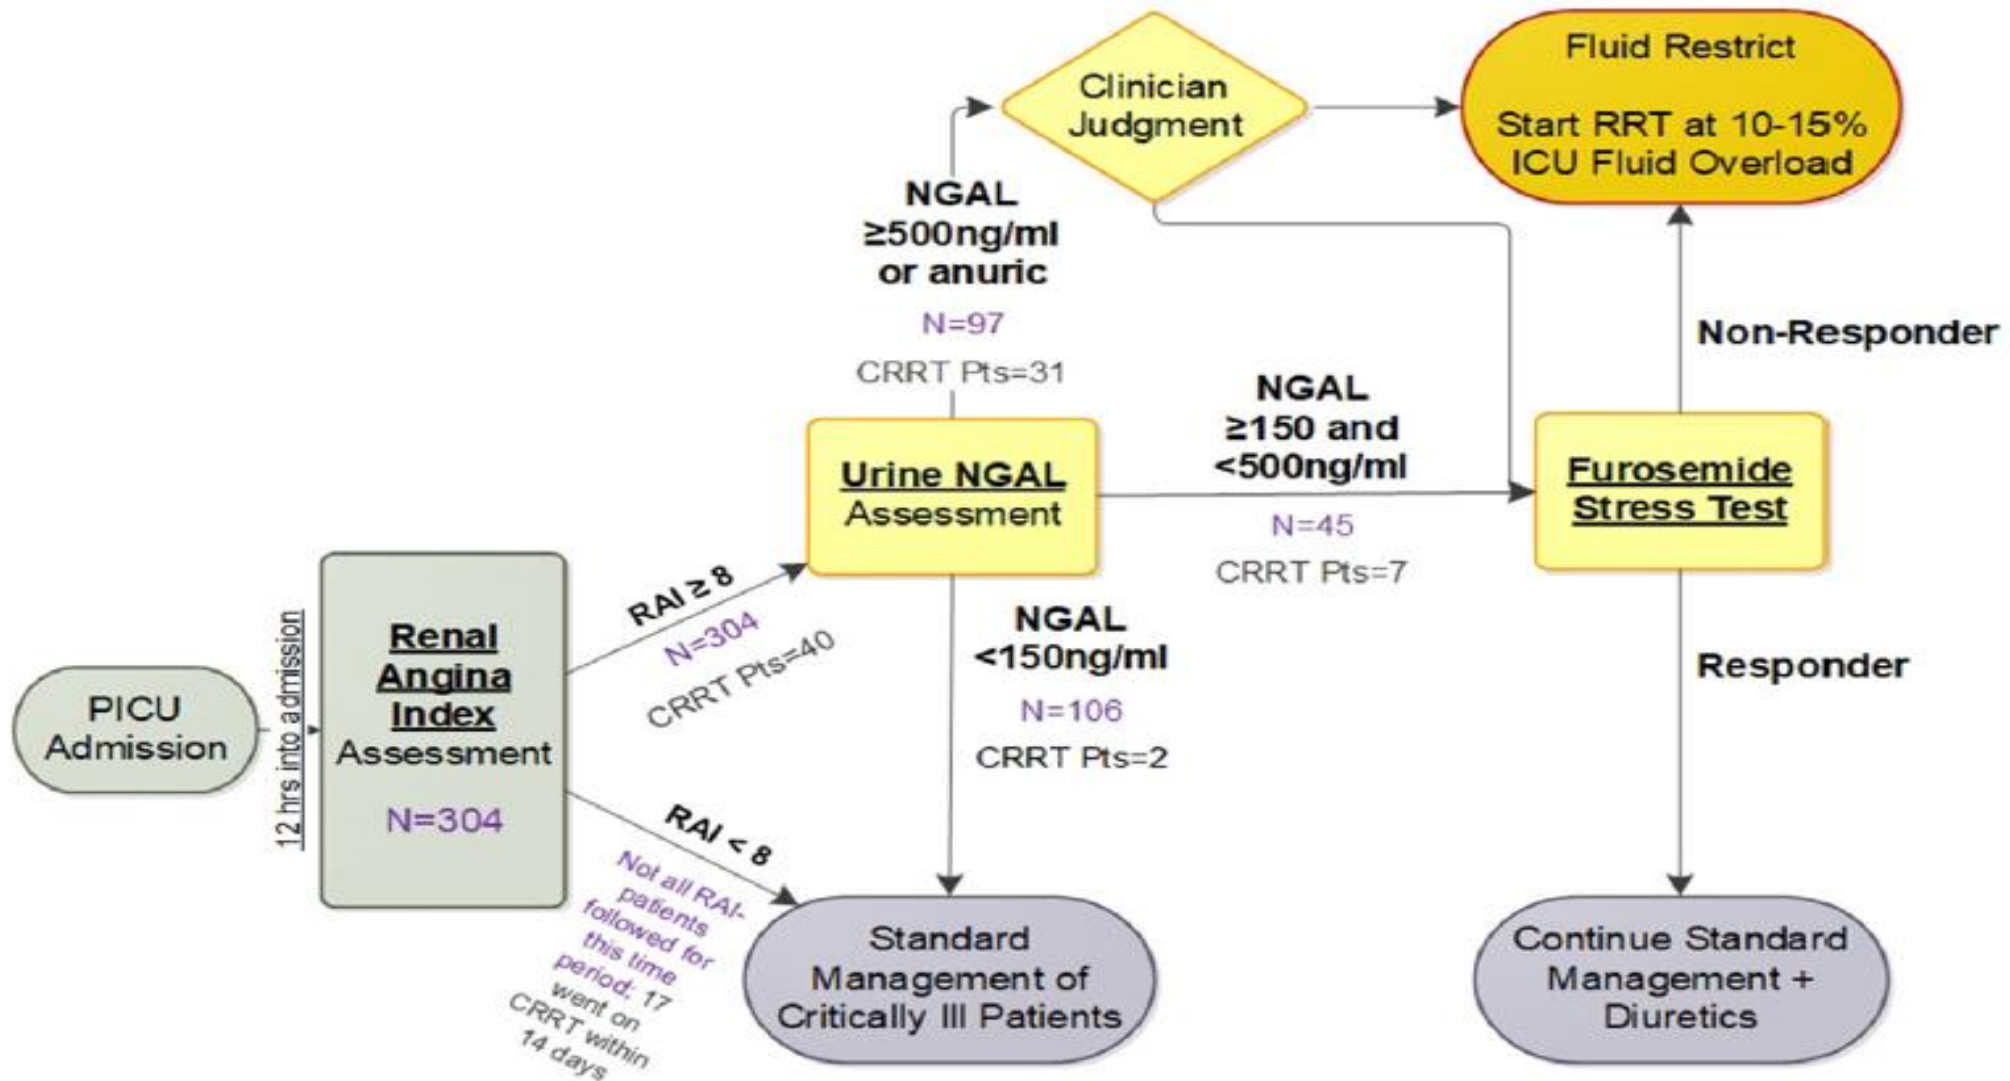 PICU
Admission
12 hrs into admission
Renal
Angina
Index
Assessment
N=304
RAI ≥ 8
N=304
CRRT Pts=40
RAI < 8
Not all RAI-
patients
followed for
this time
period; 17
went on
CRRT within
14 days
Urine NGAL
Assessment
NGAL
≥500ng/ml
or anuric
N=97
CRRT Pts=31
Clinician
Judgment
Fluid Restrict
Start RRT at 10-15%
ICU Fluid Overload
NGAL
≥150 and
<500ng/ml
N=45
CRRT Pts=7
NGAL
<150ng/ml
N=106
CRRT Pts=2
Furosemide
Stress Test
Non-Responder
Responder
Standard
Management of
Critically Ill Patients
Continue Standard
Management +
Diuretics